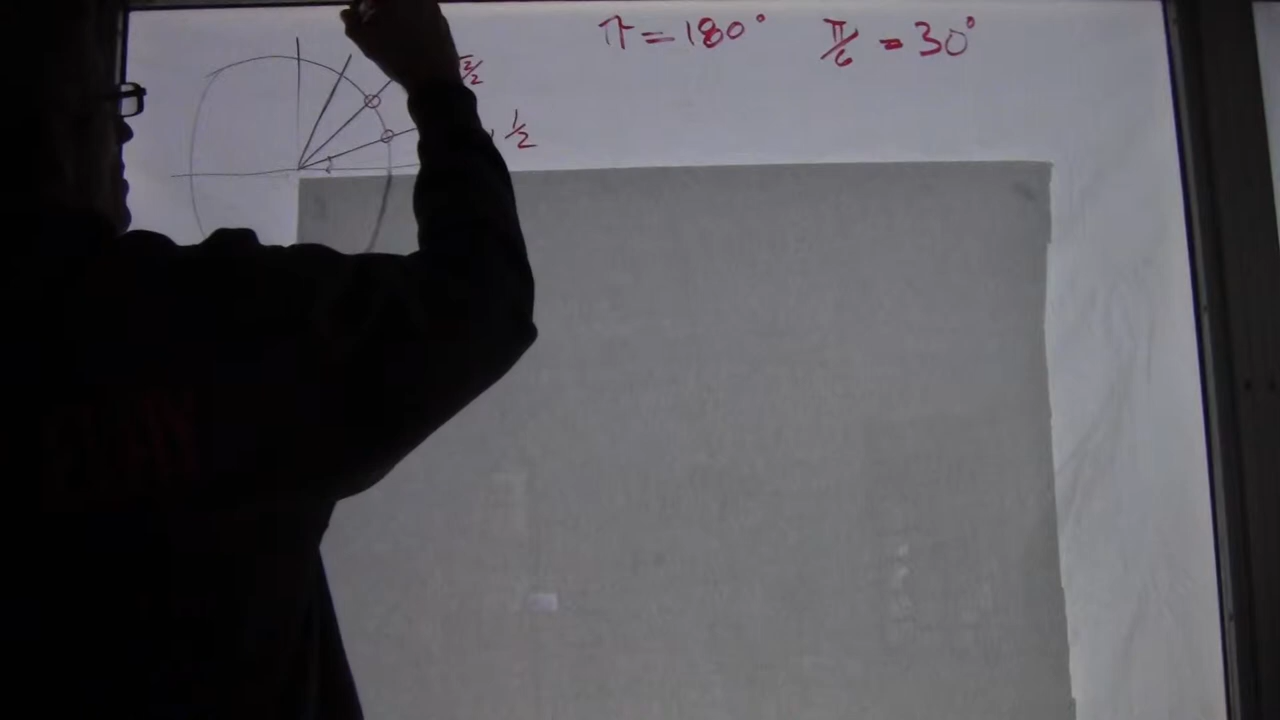 π = 180°
π/6 = 30°
1/2